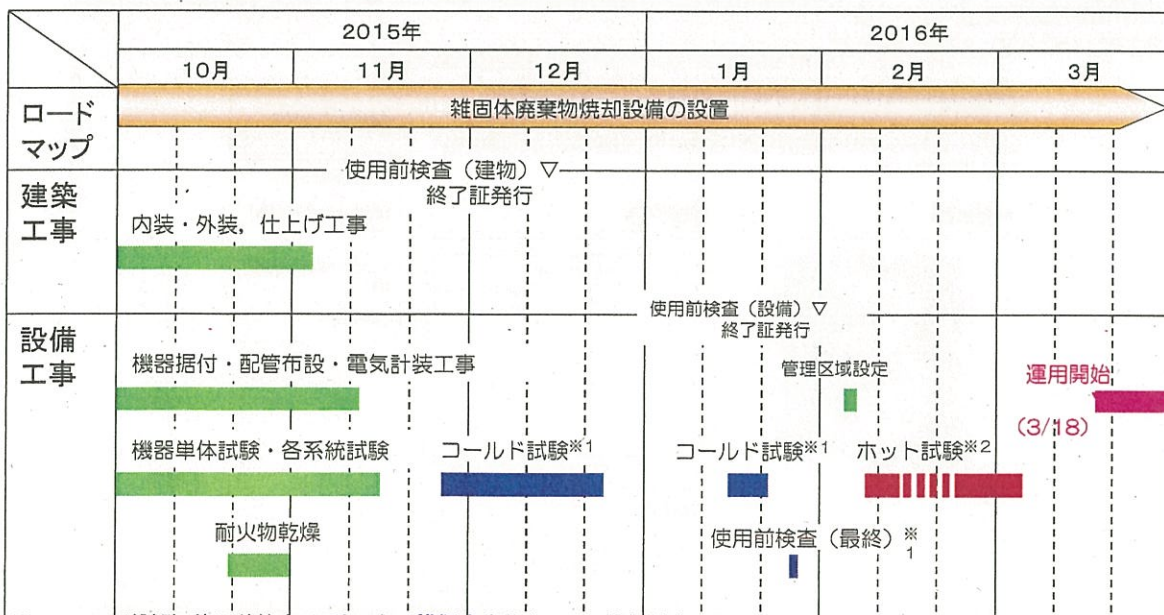 2015年
2016年
10月
11月
12月
1月
2月
3月
ロード
マップ
雑固体廃棄物焼却設備の設置
建築
工事
使用前検査（建物）▽
終了証発行
内装・外装，仕上げ工事
設備
工事
使用前検査（設備）▽
終了証発行
機器据付・配管布設・電気計装工事
管理区域設定
運用開始
(3/18)
機器単体試験・各系統試験
コールド試験※1
コールド試験※1
ホット試験※2
耐火物乾燥
使用前検査（最終）※
1